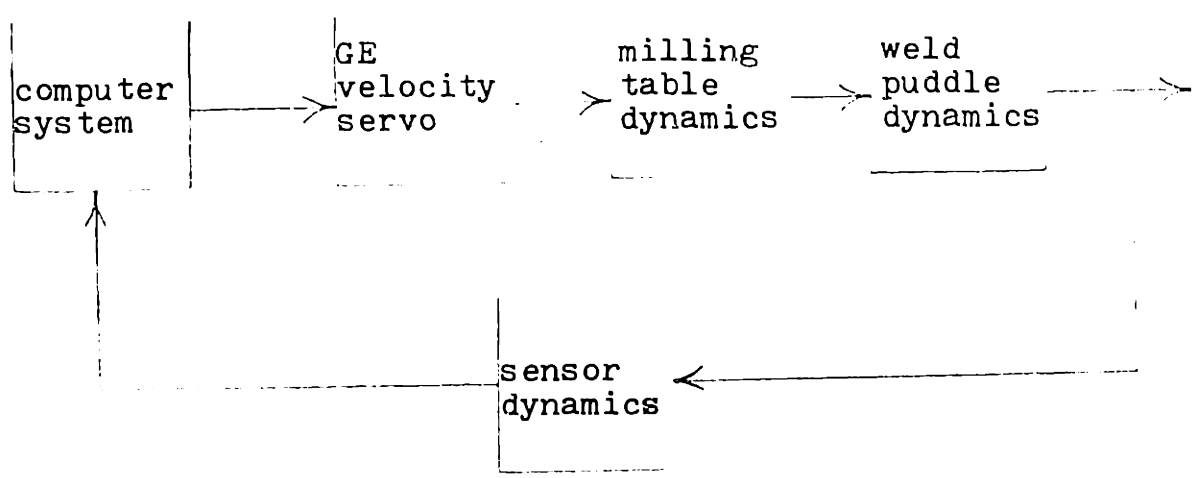 computer
system
GE
velocity
servo
milling
table
dynamics
weld
puddle
dynamics
sensor
dynamics